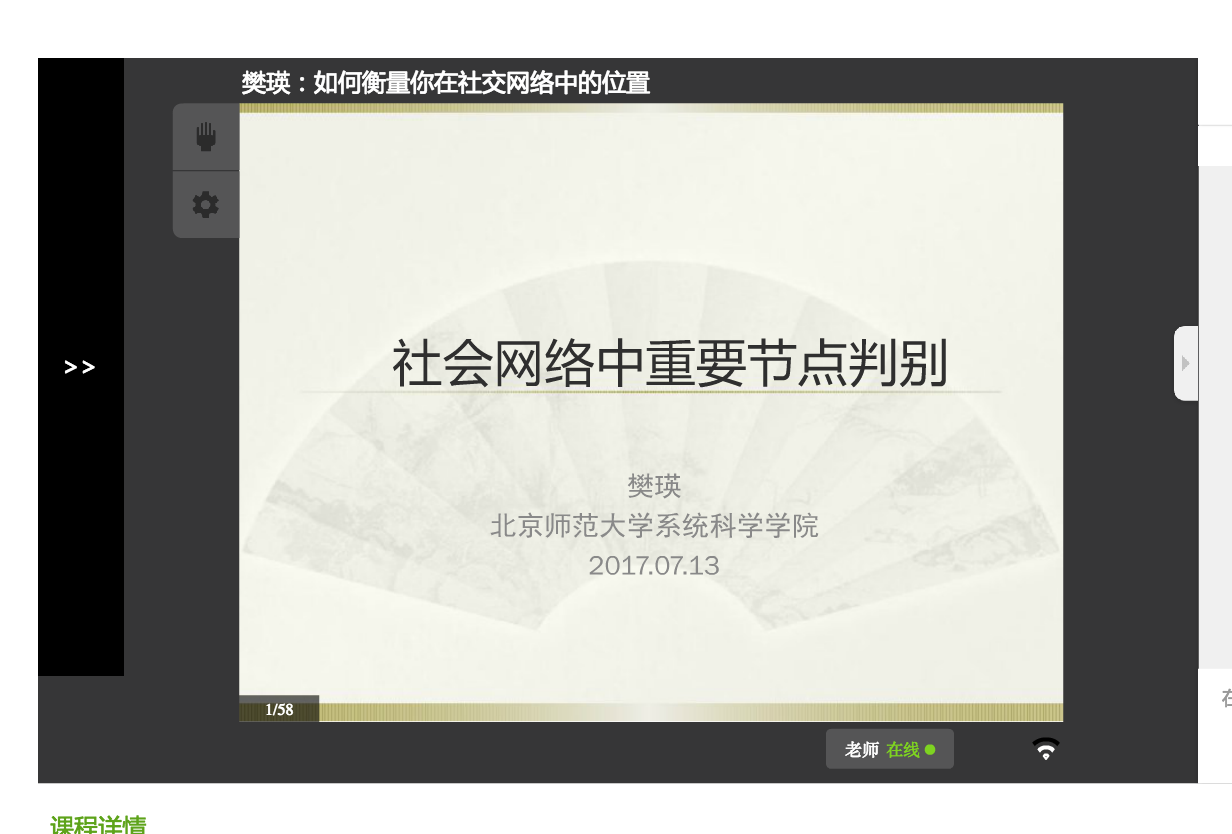 樊瑛：如何衡量你在社交网络中的位置
>>
社会网络中重要节点判别
樊瑛
北京师范大学系统科学学院
2017.07.13
1/58
老师 在线
课程详情